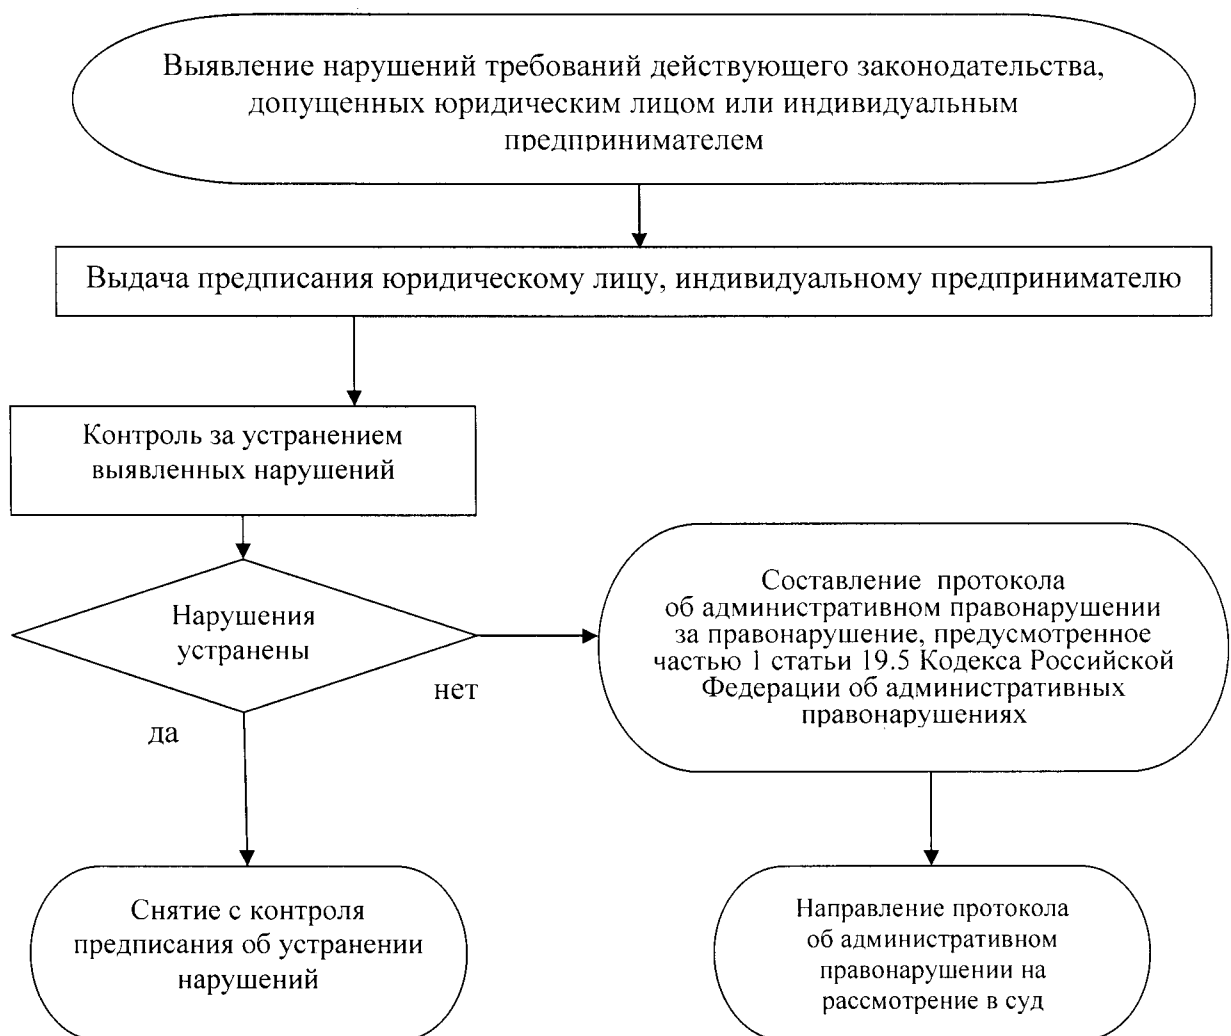 Выявление нарушений требований действующего законодательства,
допущенных юридическим лицом или индивидуальным
предпринимателем
Выдача предписания юридическому лицу, индивидуальному предпринимателю
Контроль за устранением
выявленных нарушений
Нарушения
устранены
нет
да
Составление протокола
об административном правонарушении
за правонарушение, предусмотренное
частью 1 статьи 19.5 Кодекса Российской
Федерации об административных
правонарушениях
Снятие с контроля
предписания об устранении
нарушений
Направление протокола
об административном
правонарушении на
рассмотрение в суд